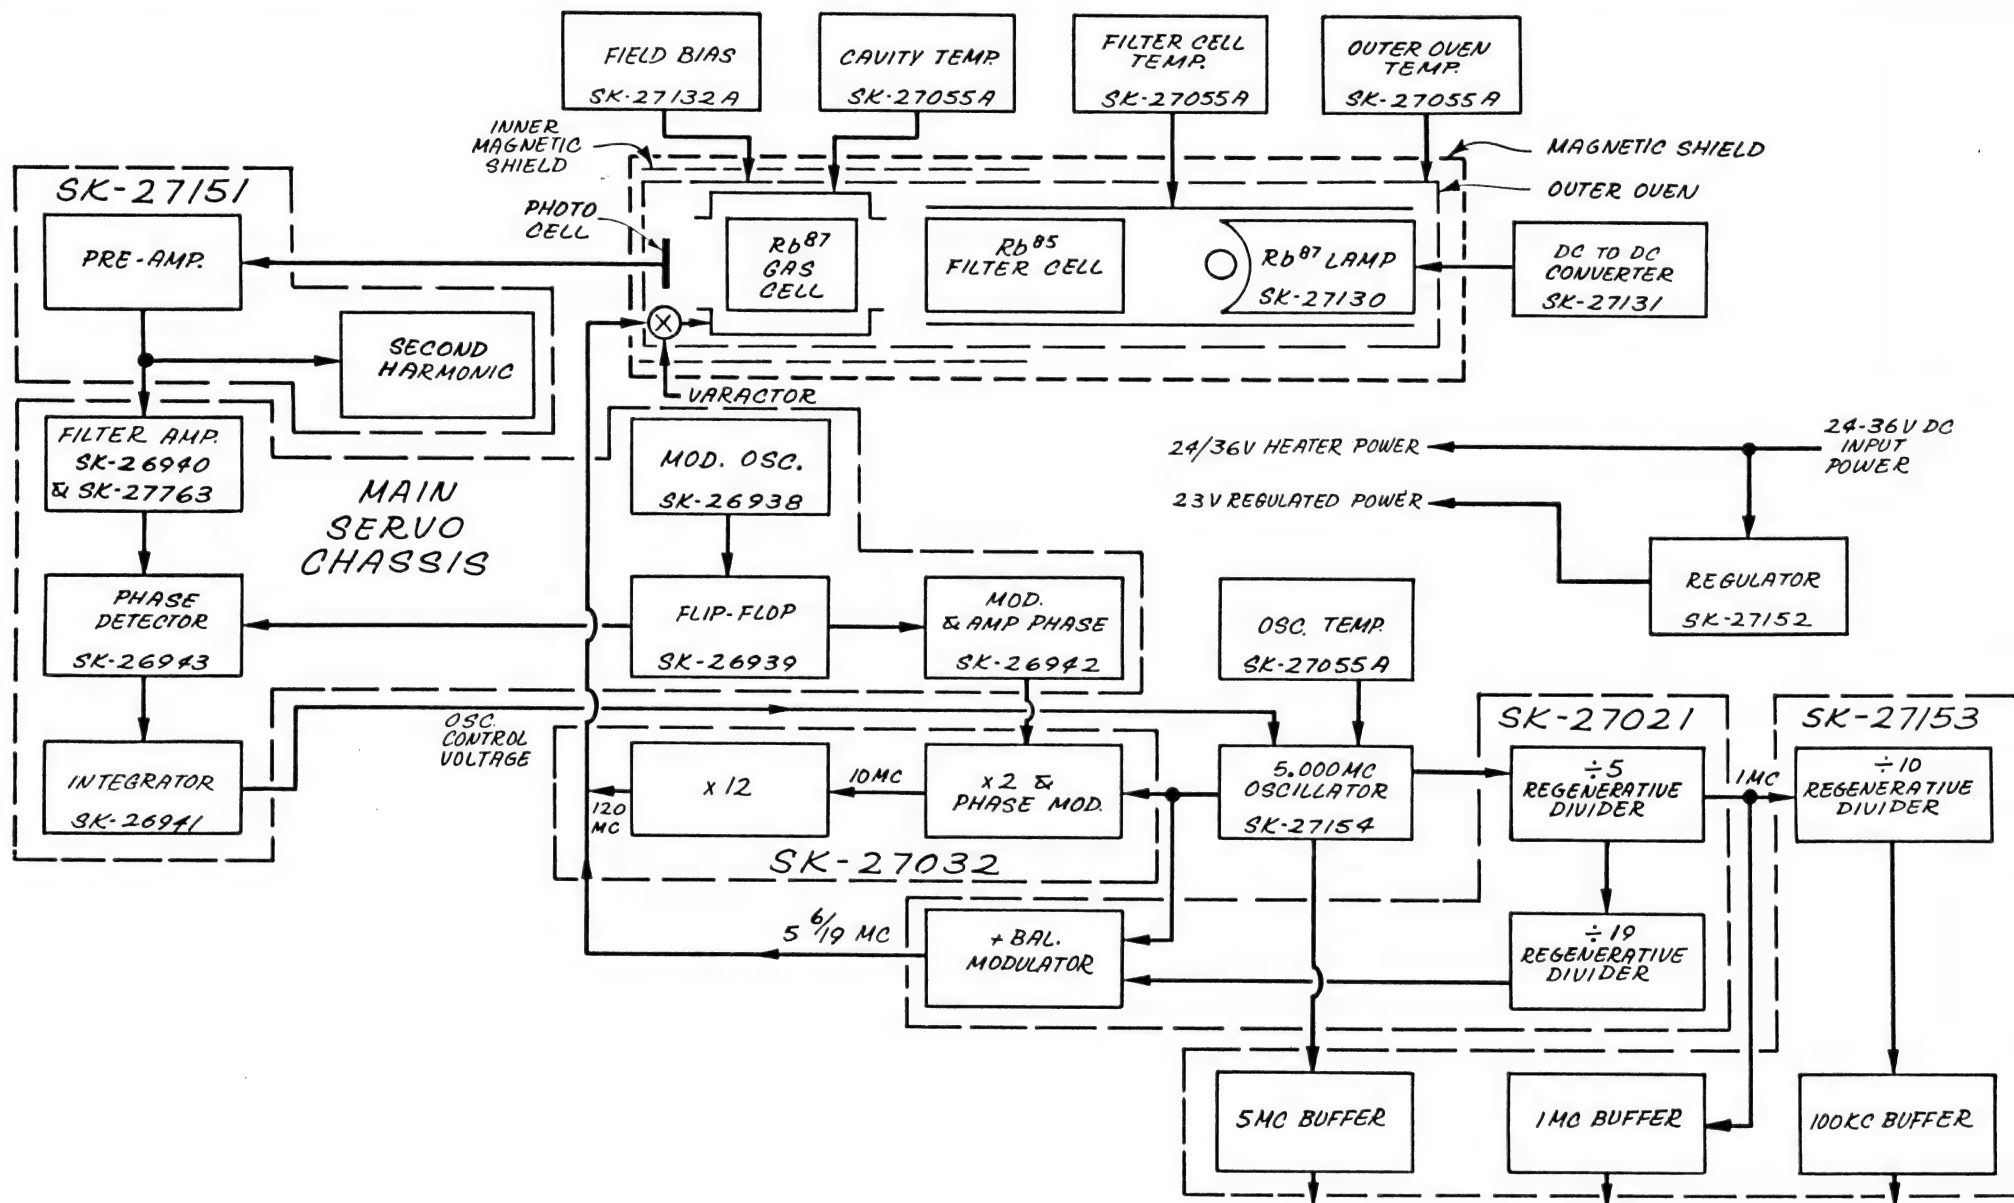 FIELD BIAS
SK-27132A
CAVITY TEMP.
SK-27055A
FILTER CELL
TEMP.
SK-27055A
OUTER OVEN
TEMP.
SK-27055A
INNER
MAGNETIC
SHIELD
MAGNETIC SHIELD
OUTER OVEN
SK-27151
PRE-AMP.
PHOTO
CELL
Rb87
GAS
CELL
Rb85
FILTER CELL
Rb87 LAMP
SK-27130
DC TO DC
CONVERTER
SK-27131
SECOND
HARMONIC
VARACTOR
FILTER AMP.
SK-26940
& SK-27763
MAIN
SERVO
CHASSIS
MOD. OSC.
SK-26938
24/36V HEATER POWER
24-36V DC
INPUT
POWER
23V REGULATED POWER
REGULATOR
SK-27152
PHASE
DETECTOR
SK-26943
FLIP-FLOP
SK-26939
MOD.
& AMP PHASE
SK-26942
OSC. TEMP.
SK-27055A
OSC.
CONTROL
VOLTAGE
INTEGRATOR
SK-26941
120
MC
x 12
10MC
x2 &
PHASE MOD.
SK-27032
5.000MC
OSCILLATOR
SK-27154
SK-27021
÷5
REGENERATIVE
DIVIDER
1MC
SK-27153
÷10
REGENERATIVE
DIVIDER
5 6/19 MC
+ BAL.
MODULATOR
÷19
REGENERATIVE
DIVIDER
5MC BUFFER
1MC BUFFER
100KC BUFFER